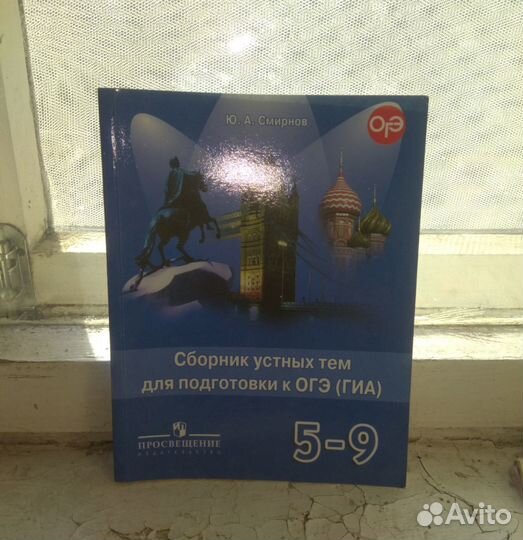 Ю. А. Смирнов
ОГЭ
Сборник устных тем
для подготовки к ОГЭ (ГИА)
ПРОСВЕЩЕНИЕ
ИЗДАТЕЛЬСТВО
5-9
Avito